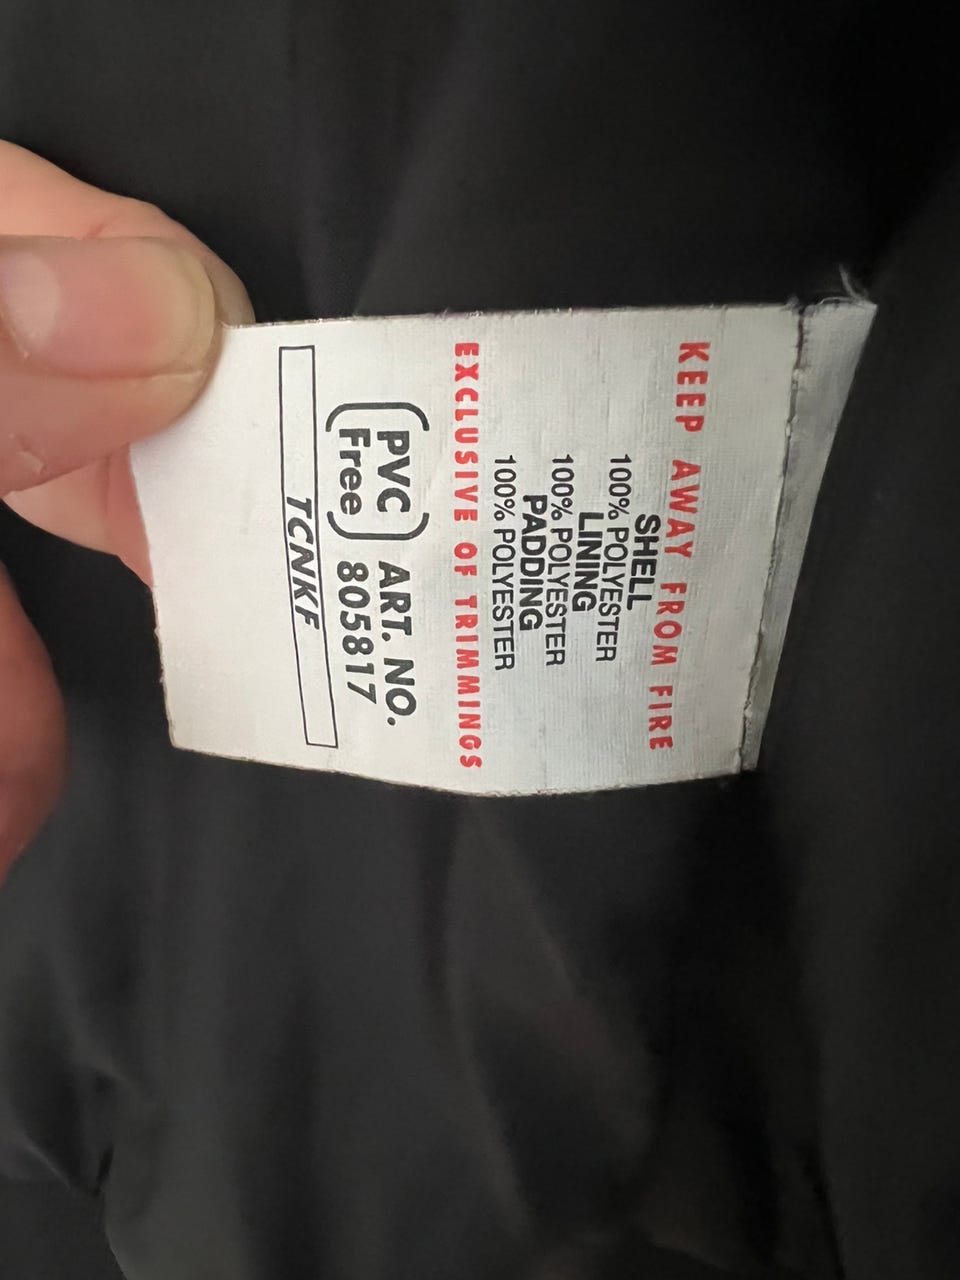 KEEP AWAY FROM FIRE
SHELL
100% POLYESTER
LINING
100% POLYESTER
PADDING
100% POLYESTER
EXCLUSIVE OF TRIMMINGS
PVC ART. NO.
Free 805817
TCNKF